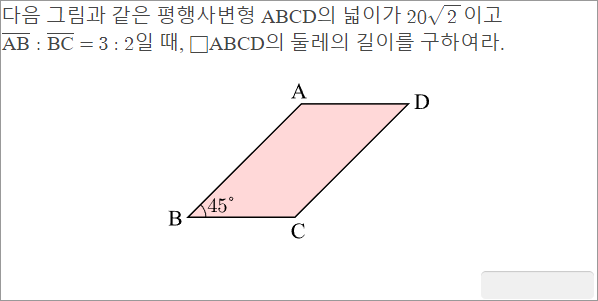 다음 그림과 같은 평행사변형 ABCD의 넓이가 20√2 이고
AB : BC = 3 : 2일 때, □ABCD의 둘레의 길이를 구하여라.
A
D
45°
B
C